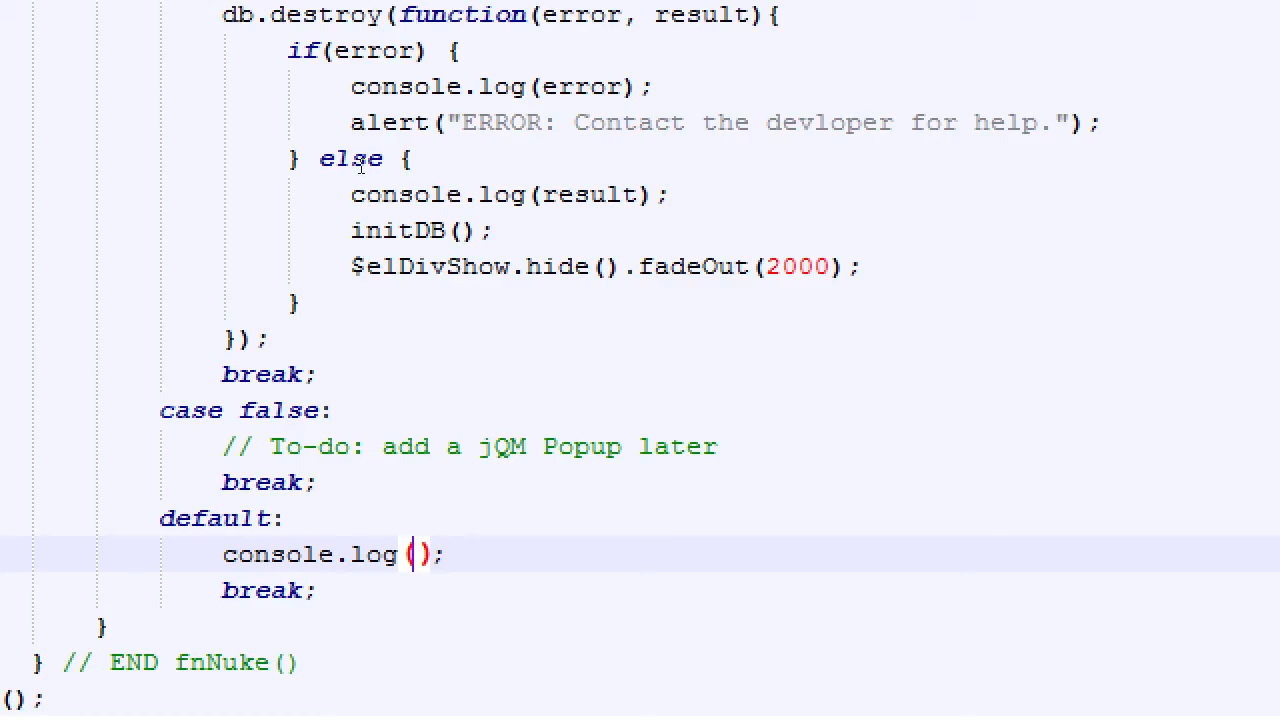 db.destroy(function(error, result){
if(error) {
console.log(error);
alert("ERROR: Contact the devloper for help.");
} else {
console.log(result);
initDB();
$elDivShow.hide().fadeOut(2000);
}
});
break;
case false:
// To-do: add a jQM Popup later
break;
default:
console.log();
break;
}
} // END fnNuke()
();